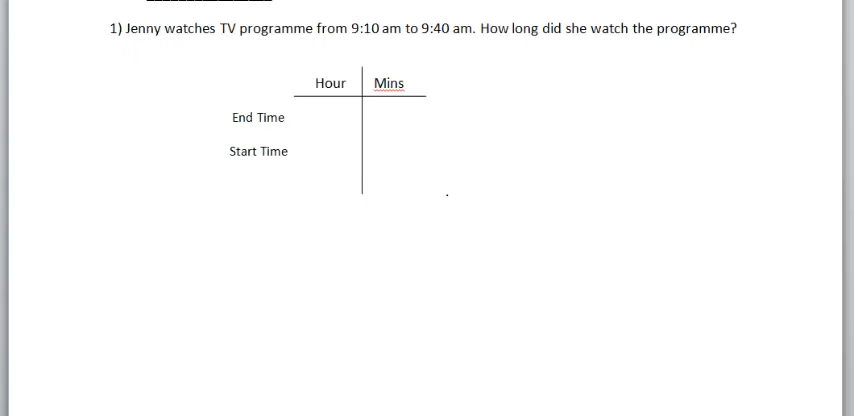 1) Jenny watches TV programme from 9:10 am to 9:40 am. How long did she watch the programme?
Hour Mins
End Time
Start Time